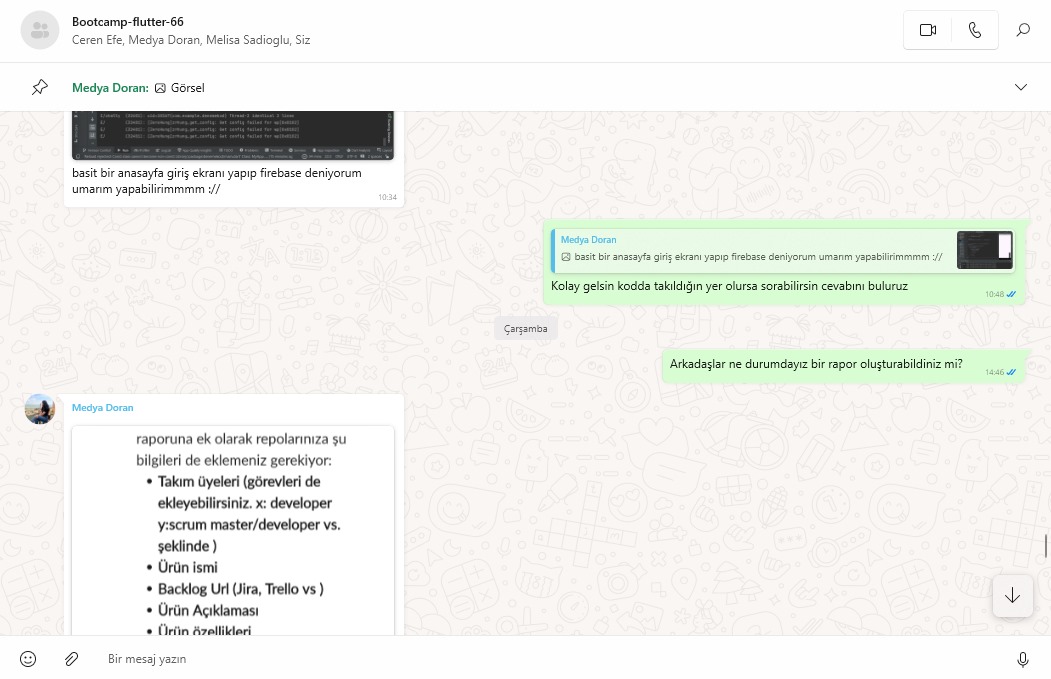 Bootcamp-flutter-66
Ceren Efe, Medya Doran, Melisa Sadioglu, Siz
Medya Doran: Görsel
basit bir anasayfa giriş ekranı yapıp firebase deniyorum
umarım yapabilirimmmm ://
10:34
Medya Doran
basit bir anasayfa giriş ekranı yapıp firebase deniyorum umarım yapabilirimmmm ://
Kolay gelsin kodda takıldığın yer olursa sorabilirsin cevabını buluruz
10:48
Çarşamba
Arkadaşlar ne durumdayız bir rapor oluşturabildiniz mi?
14:46
Medya Doran
raporuna ek olarak repolarınıza şu
bilgileri de eklemeniz gerekiyor:
• Takım üyeleri (görevleri de
ekleyebilirsiniz. x: developer
y:scrum master/developer vs.
şeklinde )
• Ürün ismi
• Backlog Url (Jira, Trello vs )
• Ürün Açıklaması
• Ürün özellikleri
Bir mesaj yazın